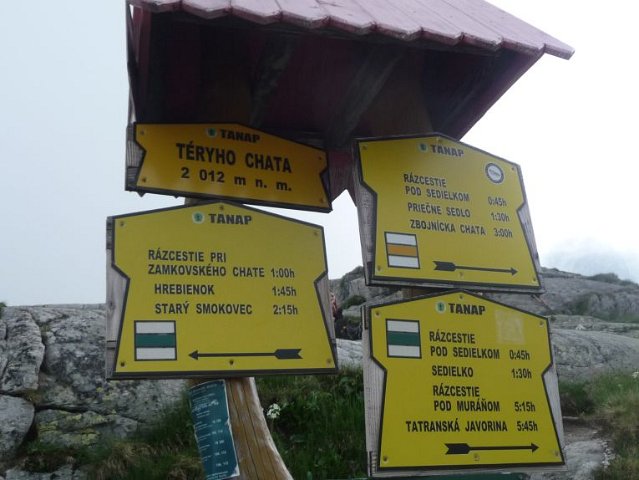 TANAP
TÉRYHO CHATA
2 012 m n. m.
TANAP
RÁZCESTIE PRI
ZAMKOVSKÉHO CHATE 1:00h
HREBIENOK 1:45h
STARÝ SMOKOVEC 2:15h
TANAP
RÁZCESTIE
POD SEDIELKOM 0:45h
PRIEČNE SEDLO 1:30h
ZBOJNÍCKA CHATA 3:00h
TANAP
RÁZCESTIE
POD SEDIELKOM 0:45h
SEDIELKO 1:30h
RÁZCESTIE
POD MURÁŇOM 5:15h
TATRANSKÁ JAVORINA 5:45h